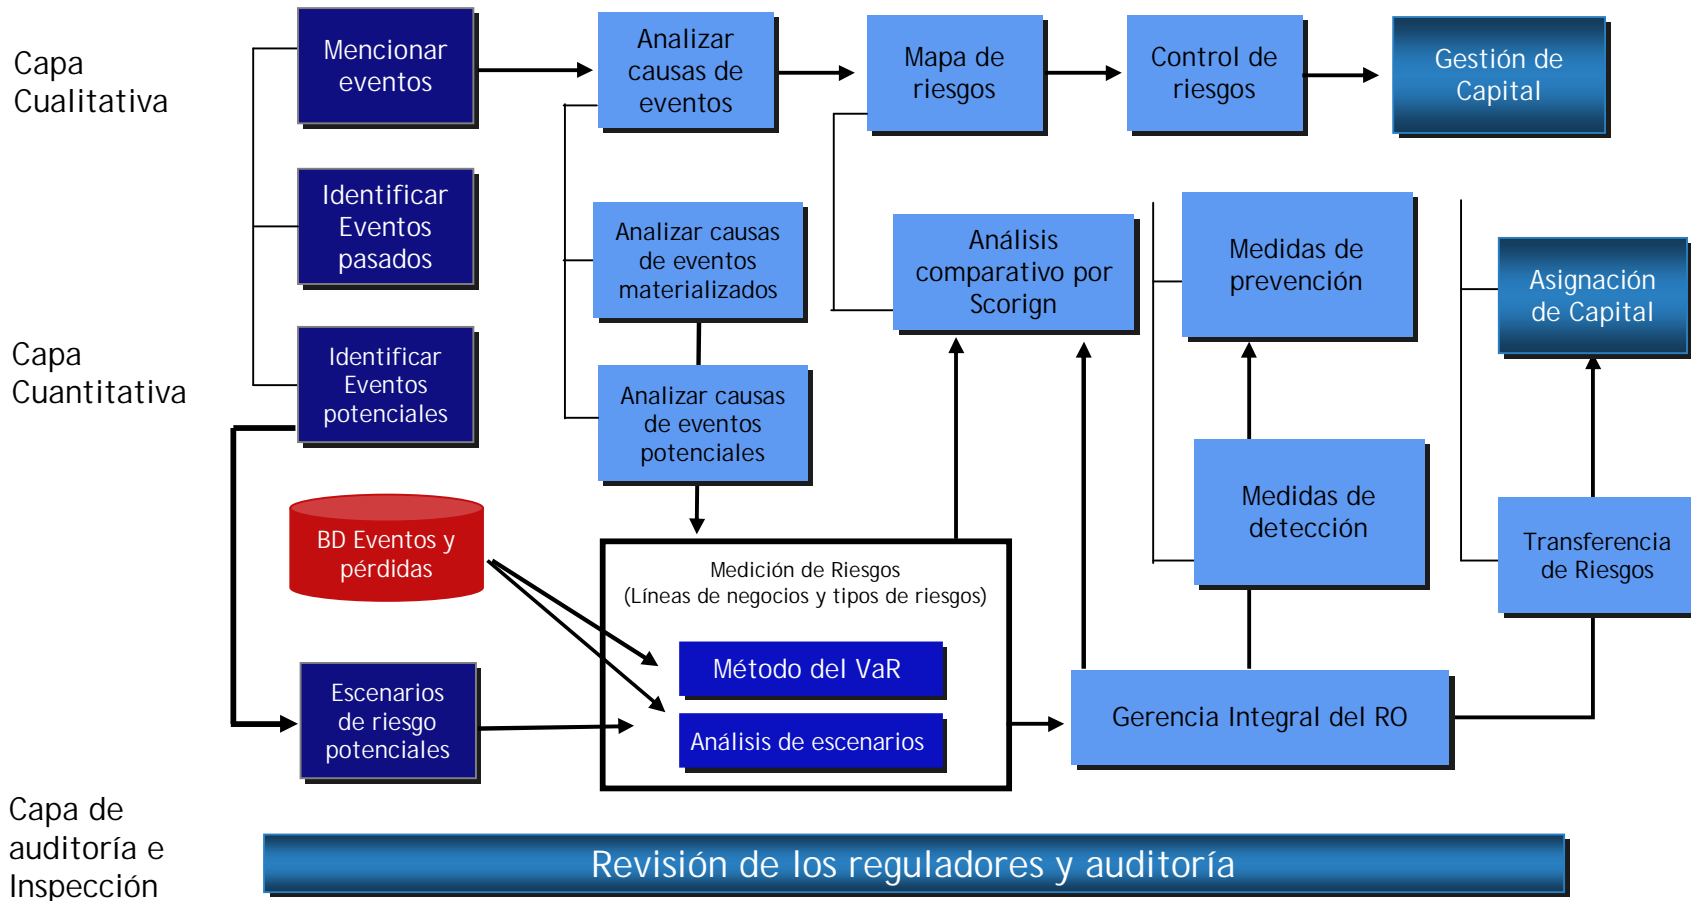 Capa
Cualitativa
Mencionar
eventos
Analizar
causas de
eventos
Mapa de
riesgos
Control de
riesgos
Gestión de
Capital
Identificar
Eventos
pasados
Analizar causas
de eventos
materializados
Análisis
comparativo por
Scorign
Medidas de
prevención
Asignación
de Capital
Capa
Cuantitativa
Identificar
Eventos
potenciales
Analizar causas
de eventos
potenciales
Medidas de
detección
Transferencia
de Riesgos
BD Eventos y
pérdidas
Medición de Riesgos
(Líneas de negocios y tipos de riesgos)
Método del VaR
Análisis de escenarios
Escenarios
de riesgo
potenciales
Gerencia Integral del RO
Capa de
auditoría e
Inspección
Revisión de los reguladores y auditoría